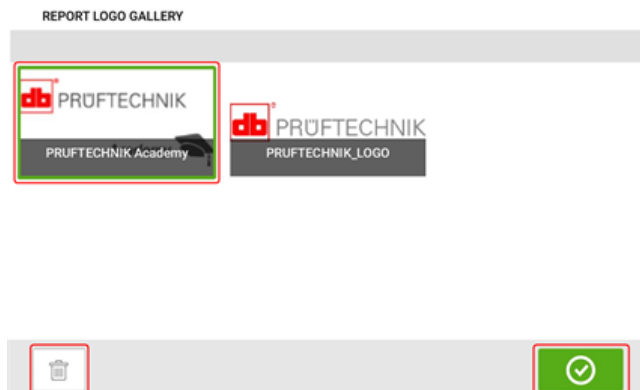 REPORT LOGO GALLERY
db® PRÜFTECHNIK
PRUFTECHNIK Academy
db® PRÜFTECHNIK
PRUFTECHNIK_LOGO